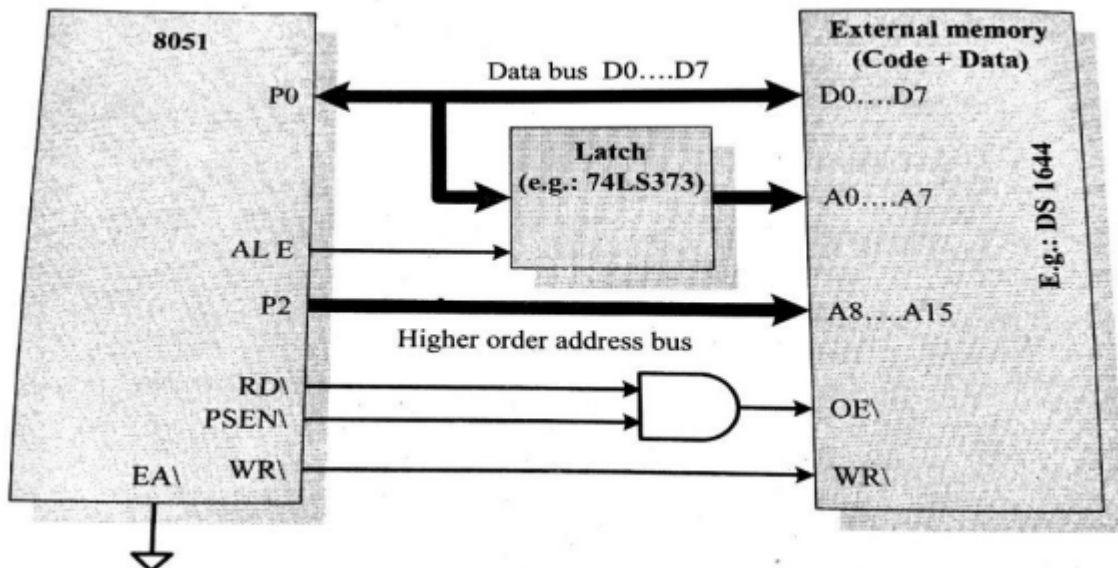 8051
External memory
(Code + Data)
Data bus D0....D7
P0
D0....D7
Latch
(e.g.: 74LS373)
A0....A7
E.g.: DS 1644
AL E
P2
A8....A15
Higher order address bus
RD\
PSEN\
OE\
WR\
WR\
EA\